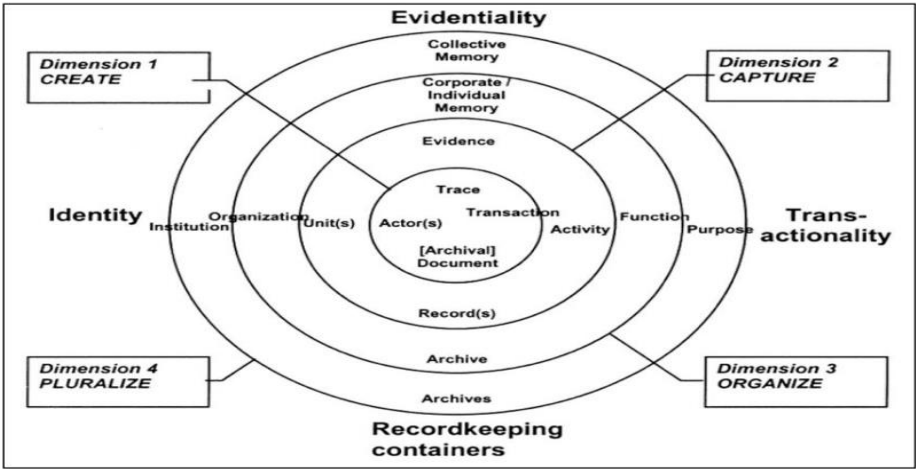 Evidentiality
Collective
Memory
Dimension 1
CREATE
Dimension 2
CAPTURE
Corporate /
Individual
Memory
Evidence
Trace
Identity
Institution
Organization
Unit(s)
Actor(s)
Transaction
Activity
Function
Purpose
Trans-
actionality
[Archival]
Document
Record(s)
Archive
Archives
Dimension 4
PLURALIZE
Dimension 3
ORGANIZE
Recordkeeping
containers